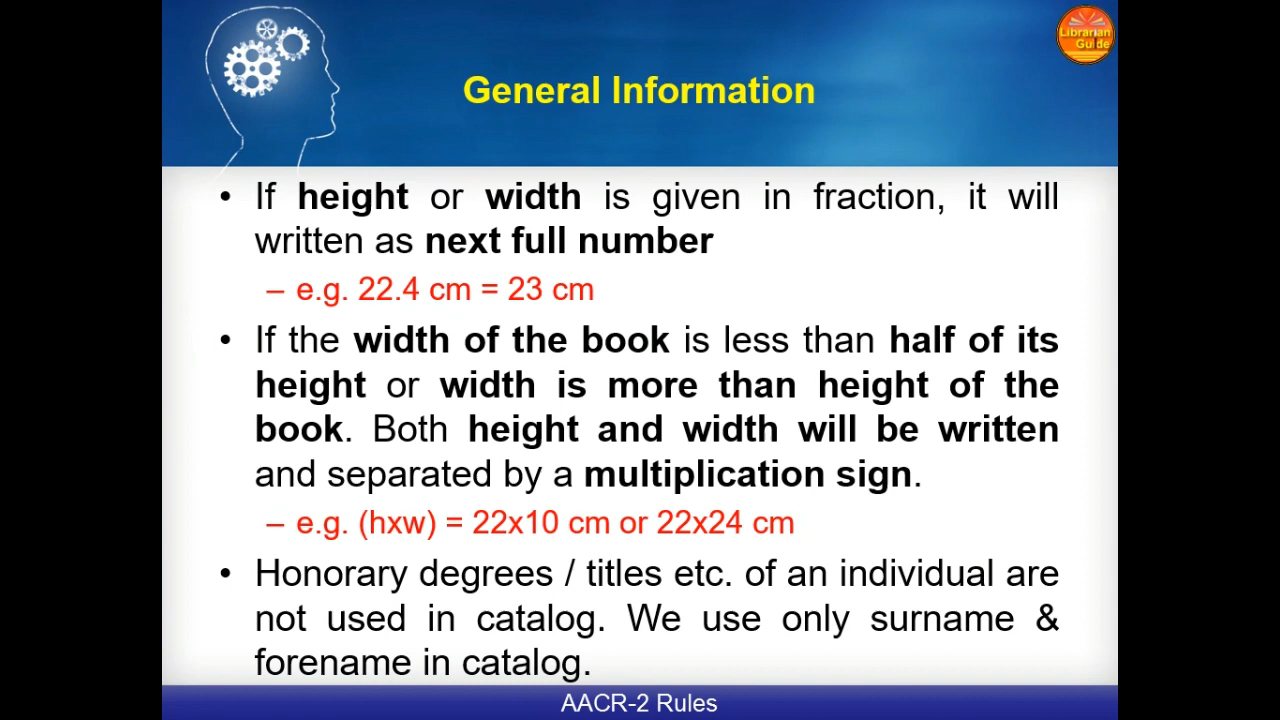 Librarian
Guide
General Information
• If height or width is given in fraction, it will
written as next full number
– e.g. 22.4 cm = 23 cm
• If the width of the book is less than half of its
height or width is more than height of the
book. Both height and width will be written
and separated by a multiplication sign.
– e.g. (hxw) = 22x10 cm or 22x24 cm
• Honorary degrees / titles etc. of an individual are
not used in catalog. We use only surname &
forename in catalog.
AACR-2 Rules